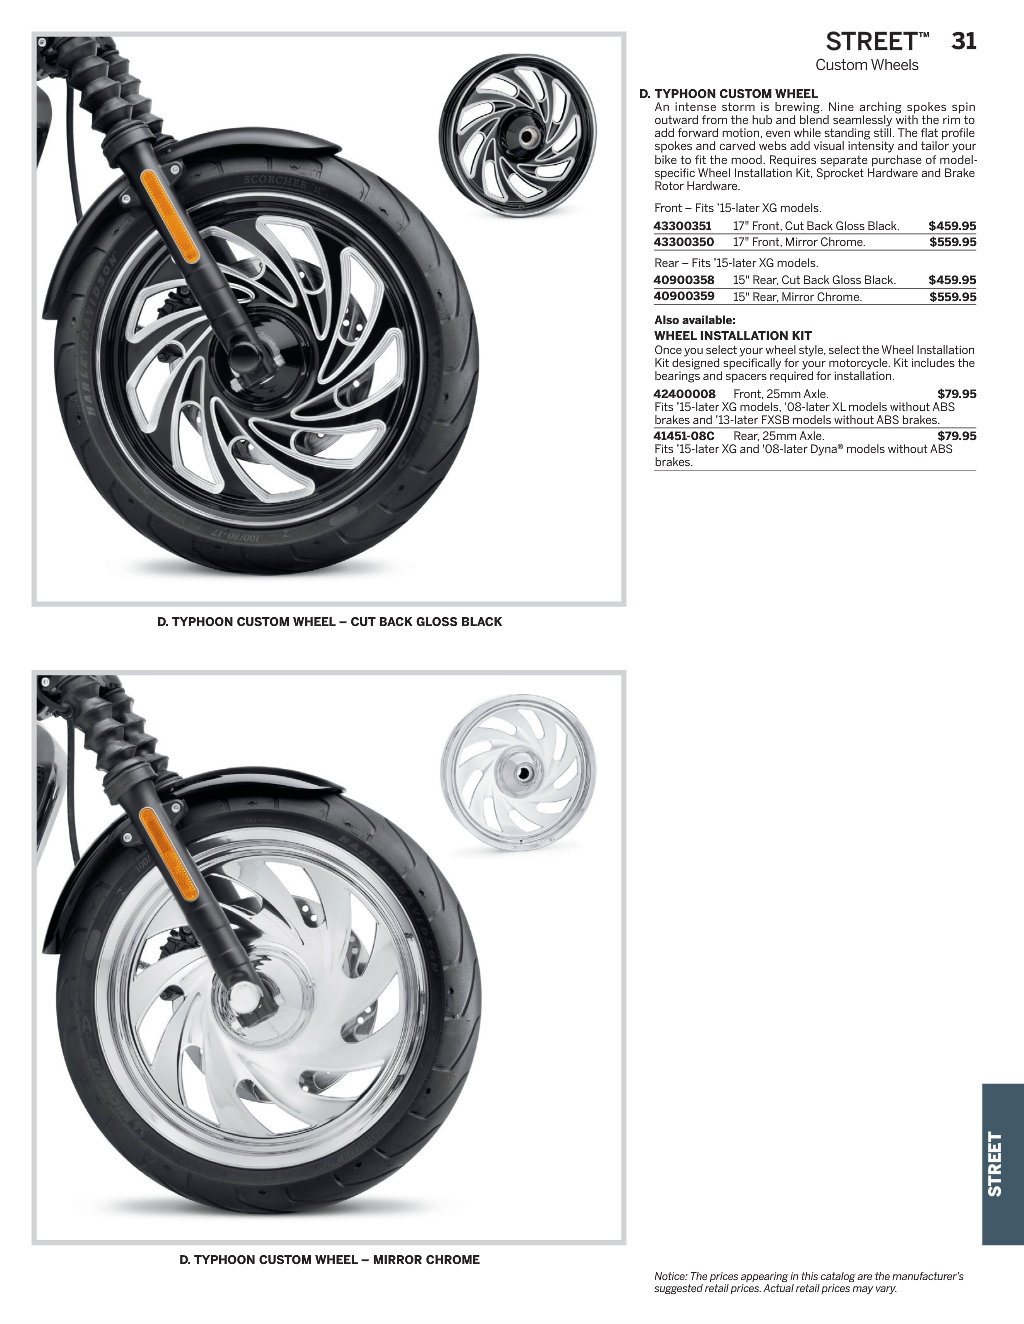 STREET™ 31
Custom Wheels
D. TYPHOON CUSTOM WHEEL
An intense storm is brewing. Nine arching spokes spin
outward from the hub and blend seamlessly with the rim to
add forward motion, even while standing still. The flat profile
spokes and carved webs add visual intensity and tailor your
bike to fit the mood. Requires separate purchase of model-
specific Wheel Installation Kit, Sprocket Hardware and Brake
Rotor Hardware.
Front – Fits ’15-later XG models.
43300351 17" Front, Cut Back Gloss Black. $459.95
43300350 17" Front, Mirror Chrome. $559.95
Rear – Fits ’15-later XG models.
40900358 15" Rear, Cut Back Gloss Black. $459.95
40900359 15" Rear, Mirror Chrome. $559.95
Also available:
WHEEL INSTALLATION KIT
Once you select your wheel style, select the Wheel Installation
Kit designed specifically for your motorcycle. Kit includes the
bearings and spacers required for installation.
42400008 Front, 25mm Axle. $79.95
Fits ’15-later XG models, ’08-later XL models without ABS
brakes and ’13-later FXSB models without ABS brakes.
41451-08C Rear, 25mm Axle. $79.95
Fits ’15-later XG and ’08-later Dyna® models without ABS
brakes.
SCORCHER "11"
HARLEY-DAVIDSON
100/80-17
D. TYPHOON CUSTOM WHEEL – CUT BACK GLOSS BLACK
HARLEY-DAVIDSON
D. TYPHOON CUSTOM WHEEL – MIRROR CHROME
STREET
Notice: The prices appearing in this catalog are the manufacturer’s
suggested retail prices. Actual retail prices may vary.